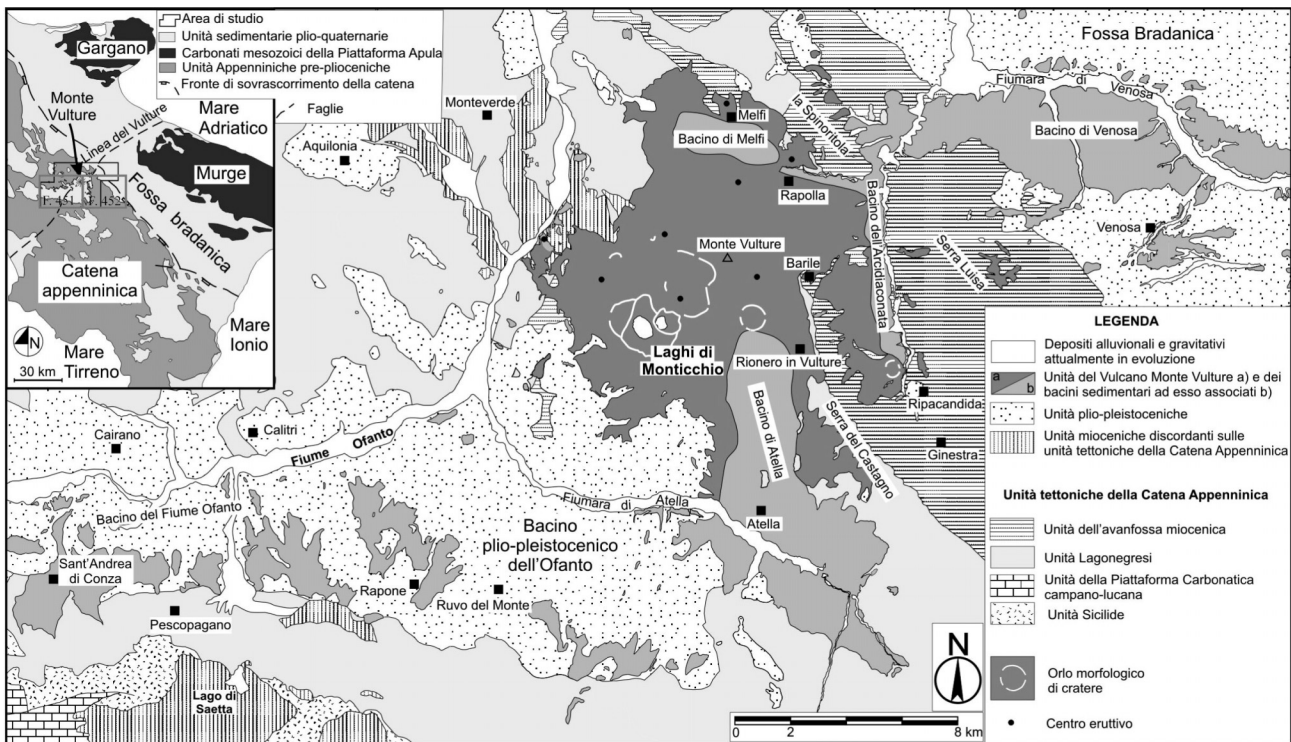 Area di studio
Unità sedimentarie plio-quaternarie
Carbonati mesozoici della Piattaforma Apula
Unità Appenniniche pre-plioceniche
Fronte di sovrascorrimento della catena
Faglie
Gargano
Monte
Vulture
Linea del Vulture
Mare
Adriatico
Murge
F. 451
F. 452
Fossa bradanica
Catena
appenninica
Mare
Ionio
Mare
Tirreno
N
30 km
Fossa Bradanica
Fiumara di Venosa
Monteverde
Melfi
Bacino di Melfi
la Spinoritola
Bacino di Venosa
Aquilonia
Rapolla
Bacino dell'Arcidiaconata
Venosa
Monte Vulture
Barile
Serra Luisa
Laghi di
Monticchio
Rionero in Vulture
Ripacandida
Bacino di Atella
Serra del Castagno
Ginestra
Cairano
Calitri
Fiume Ofanto
Bacino del Fiume Ofanto
Fiumara di Atella
Atella
Bacino
plio-pleistocenico
dell'Ofanto
Sant'Andrea
di Conza
Rapone
Ruvo del Monte
Pescopagano
Lago di
Saetta
N
0 2 8 km
LEGENDA
Depositi alluvionali e gravitativi
attualmente in evoluzione
a
b
Unità del Vulcano Monte Vulture a) e dei
bacini sedimentari ad esso associati b)
Unità plio-pleistoceniche
Unità mioceniche discordanti sulle
unità tettoniche della Catena Appenninica
Unità tettoniche della Catena Appenninica
Unità dell'avanfossa miocenica
Unità Lagonegresi
Unità della Piattaforma Carbonatica
campano-lucana
Unità Sicilide
Orlo morfologico
di cratere
Centro eruttivo